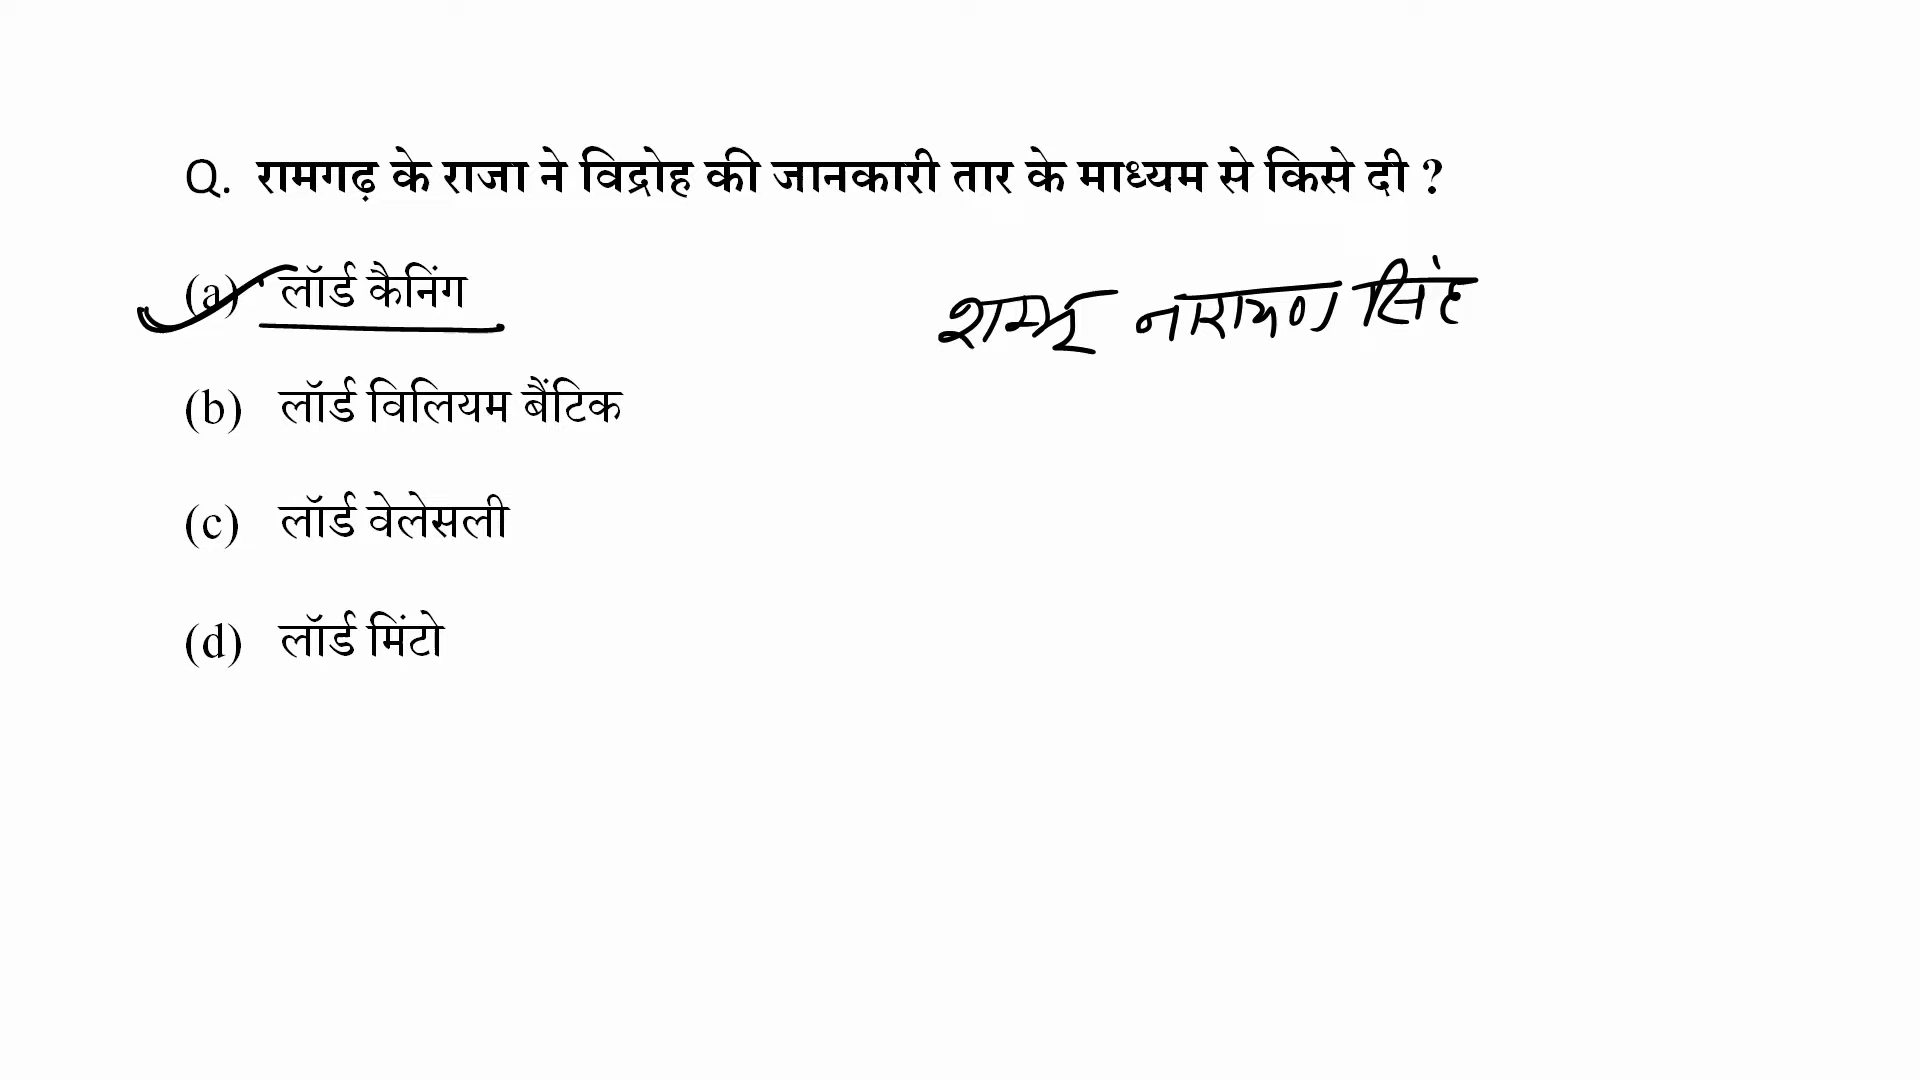 Q. रामगढ़ के राजा ने विद्रोह की जानकारी तार के माध्यम से किसे दी ?
(a) लॉर्ड कैनिंग
शम्भू नारायण सिंह
(b) लॉर्ड विलियम बैंटिक
(c) लॉर्ड वेलेसली
(d) लॉर्ड मिंटो